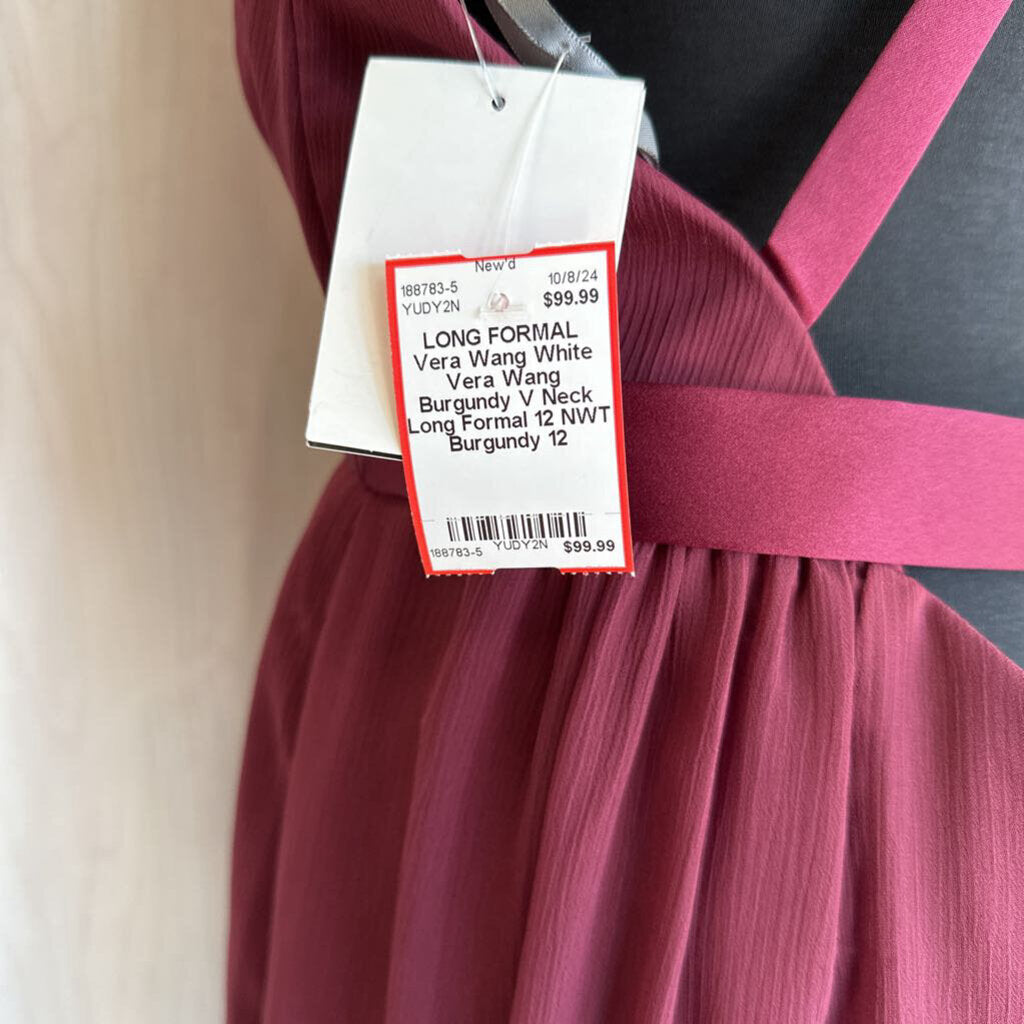 New'd
188783-5 10/8/24
YUDY2N $99.99
LONG FORMAL
Vera Wang White
Vera Wang
Burgundy V Neck
Long Formal 12 NWT
Burgundy 12
188783-5 YUDY2N $99.99